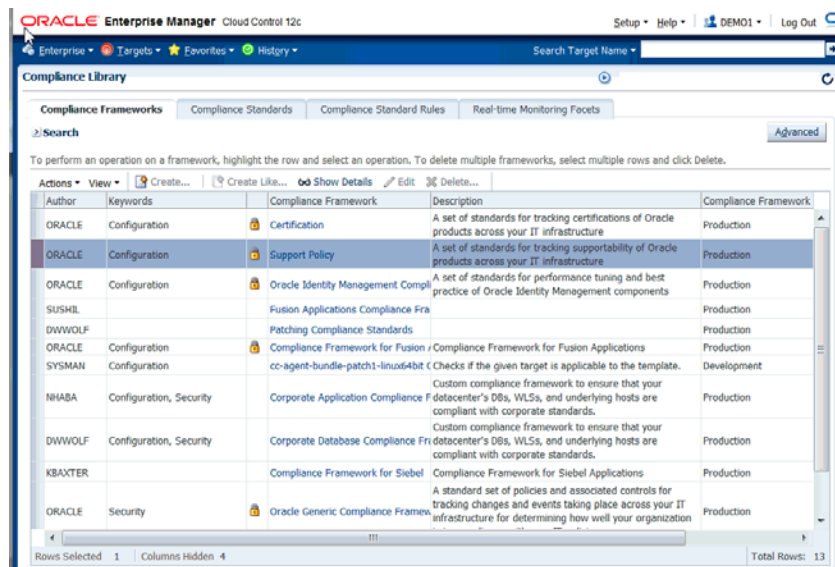 ORACLE Enterprise Manager Cloud Control 12c
Setup Help DEMO1 Log Out
Enterprise Targets Favorites History Search Target Name
Compliance Library
Compliance Frameworks Compliance Standards Compliance Standard Rules Real-time Monitoring Facets
Search Advanced
To perform an operation on a framework, highlight the row and select an operation. To delete multiple frameworks, select multiple rows and click Delete.
Actions View Create... Create Like... Show Details Edit Delete...
Author Keywords Compliance Framework Description Compliance Framework
ORACLE Configuration Certification A set of standards for tracking certifications of Oracle products across your IT infrastructure Production
ORACLE Configuration Support Policy A set of standards for tracking supportability of Oracle products across your IT infrastructure Production
ORACLE Configuration Oracle Identity Management Compli A set of standards for performance tuning and best practice of Oracle Identity Management components Production
SUSHIL Fusion Applications Compliance Fra Production
DWWOLF Patching Compliance Standards Production
ORACLE Configuration Compliance Framework for Fusion Compliance Framework for Fusion Applications Production
SYSMAN Configuration cc-agent-bundle-patch1-linux64bit Checks if the given target is applicable to the template. Development
NHABA Configuration, Security Corporate Application Compliance F Custom compliance framework to ensure that your datacenter's DBs, WLSs, and underlying hosts are compliant with corporate standards. Production
DWWOLF Configuration, Security Corporate Database Compliance Fr Custom compliance framework to ensure that your datacenter's DBs, WLSs, and underlying hosts are compliant with corporate standards. Production
KBAXTER Compliance Framework for Siebel Compliance Framework for Siebel Applications Production
ORACLE Security Oracle Generic Compliance Framew A standard set of policies and associated controls for tracking changes and events taking place across your IT infrastructure for determining how well your organization Production
Rows Selected 1 Columns Hidden 4 Total Rows: 13